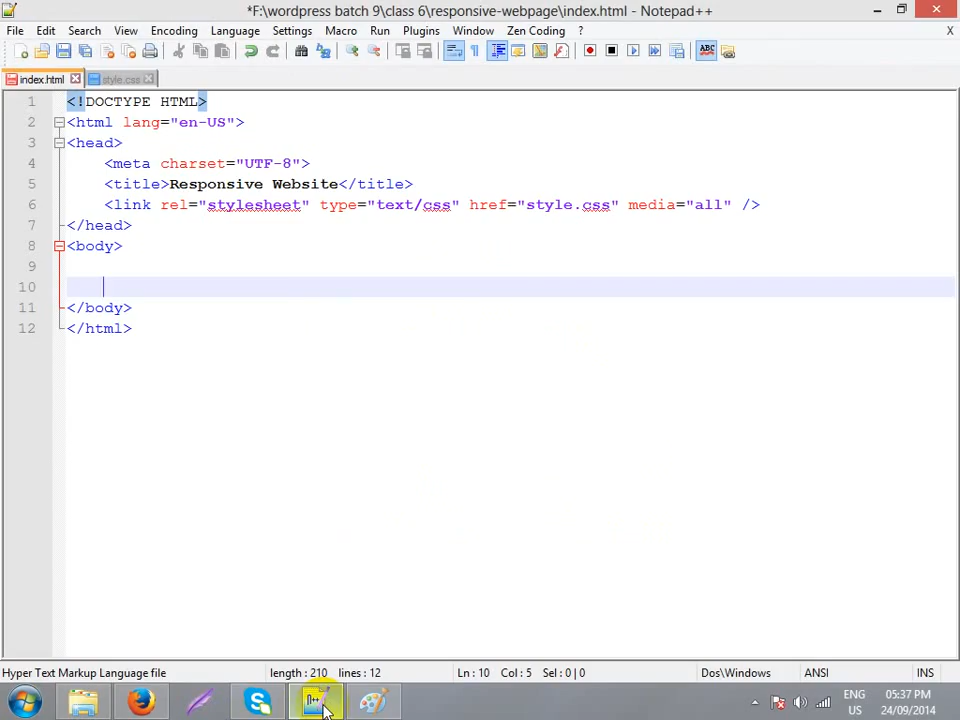 *F:\wordpress batch 9\class 6\responsive-webpage\index.html - Notepad++
File Edit Search View Encoding Language Settings Macro Run Plugins Window Zen Coding ? X
index.html style.css
1 <!DOCTYPE HTML>
2 <html lang="en-US">
3 <head>
4 <meta charset="UTF-8">
5 <title>Responsive Website</title>
6 <link rel="stylesheet" type="text/css" href="style.css" media="all" />
7 </head>
8 <body>
9
10
11 </body>
12 </html>
Hyper Text Markup Language file length : 210 lines : 12 Ln : 10 Col : 5 Sel : 0 | 0 Dos\Windows ANSI INS
ENG 05:37 PM
US 24/09/2014